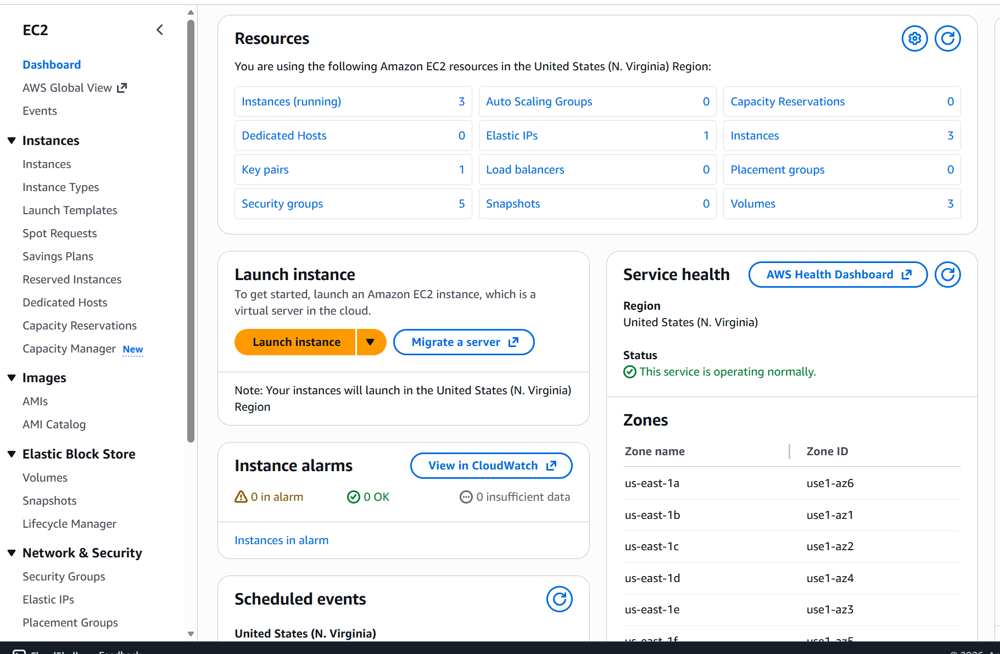 EC2
Dashboard
AWS Global View
Events
Instances
Instances
Instance Types
Launch Templates
Spot Requests
Savings Plans
Reserved Instances
Dedicated Hosts
Capacity Reservations
Capacity Manager New
Images
AMIs
AMI Catalog
Elastic Block Store
Volumes
Snapshots
Lifecycle Manager
Network & Security
Security Groups
Elastic IPs
Placement Groups
Resources
You are using the following Amazon EC2 resources in the United States (N. Virginia) Region:
Instances (running) 3
Auto Scaling Groups 0
Capacity Reservations 0
Dedicated Hosts 0
Elastic IPs 1
Instances 3
Key pairs 1
Load balancers 0
Placement groups 0
Security groups 5
Snapshots 0
Volumes 3
Launch instance
To get started, launch an Amazon EC2 instance, which is a
virtual server in the cloud.
Launch instance
Migrate a server
Note: Your instances will launch in the United States (N. Virginia)
Region
Instance alarms
View in CloudWatch
0 in alarm
0 OK
0 insufficient data
Instances in alarm
Scheduled events
United States (N. Virginia)
Service health
AWS Health Dashboard
Region
United States (N. Virginia)
Status
This service is operating normally.
Zones
Zone name Zone ID
us-east-1a use1-az6
us-east-1b use1-az1
us-east-1c use1-az2
us-east-1d use1-az4
us-east-1e use1-az3
us-east-1f use1-az5
CloudShell Feedback
© 2026,